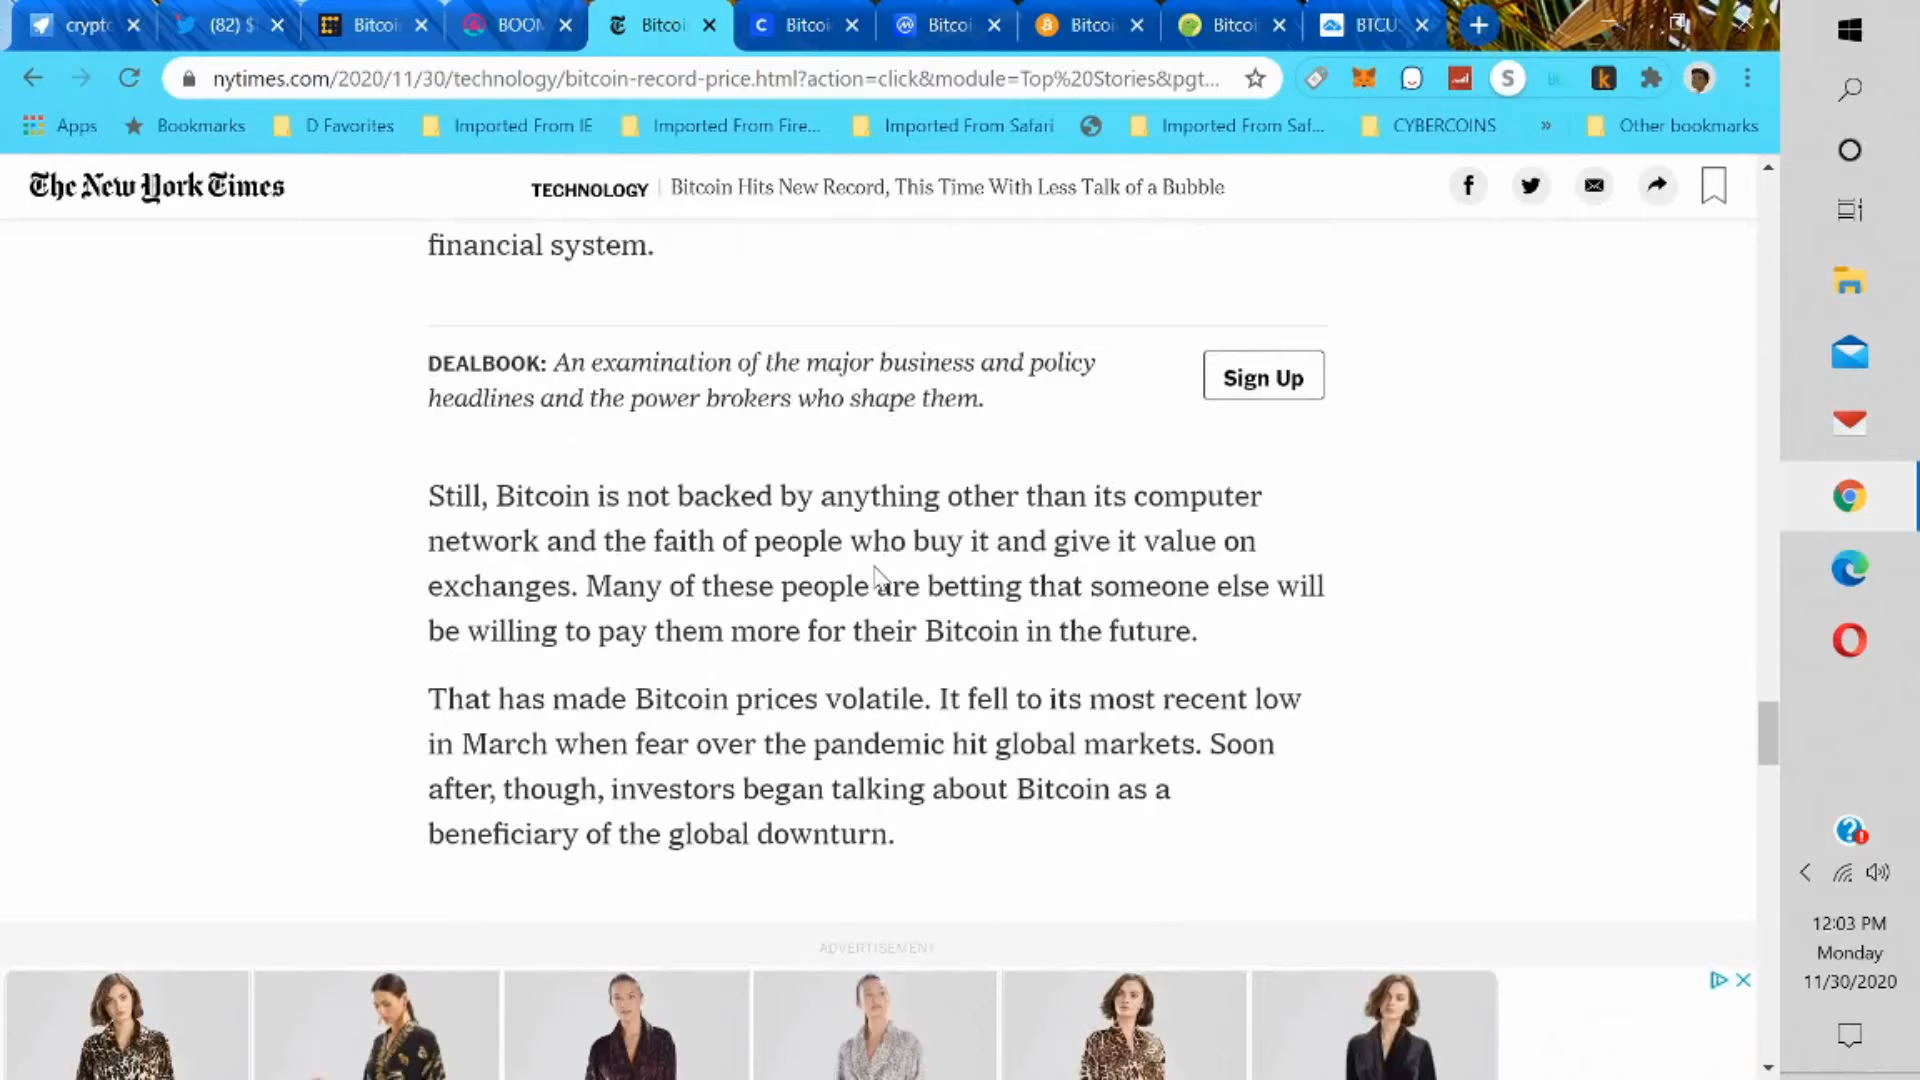 crypto
(82) $
Bitcoi
BOOM
Bitcoi
Bitcoi
Bitcoi
Bitcoi
Bitcoi
BTCU
nytimes.com/2020/11/30/technology/bitcoin-record-price.html?action=click&module=Top%20Stories&pgt...
S
k
Apps
Bookmarks
D Favorites
Imported From IE
Imported From Fire...
Imported From Safari
Imported From Saf...
CYBERCOINS
»
Other bookmarks
The New York Times
TECHNOLOGY | Bitcoin Hits New Record, This Time With Less Talk of a Bubble
financial system.
DEALBOOK: An examination of the major business and policy
headlines and the power brokers who shape them.
Sign Up
Still, Bitcoin is not backed by anything other than its computer
network and the faith of people who buy it and give it value on
exchanges. Many of these people are betting that someone else will
be willing to pay them more for their Bitcoin in the future.
That has made Bitcoin prices volatile. It fell to its most recent low
in March when fear over the pandemic hit global markets. Soon
after, though, investors began talking about Bitcoin as a
beneficiary of the global downturn.
ADVERTISEMENT
12:03 PM
Monday
11/30/2020